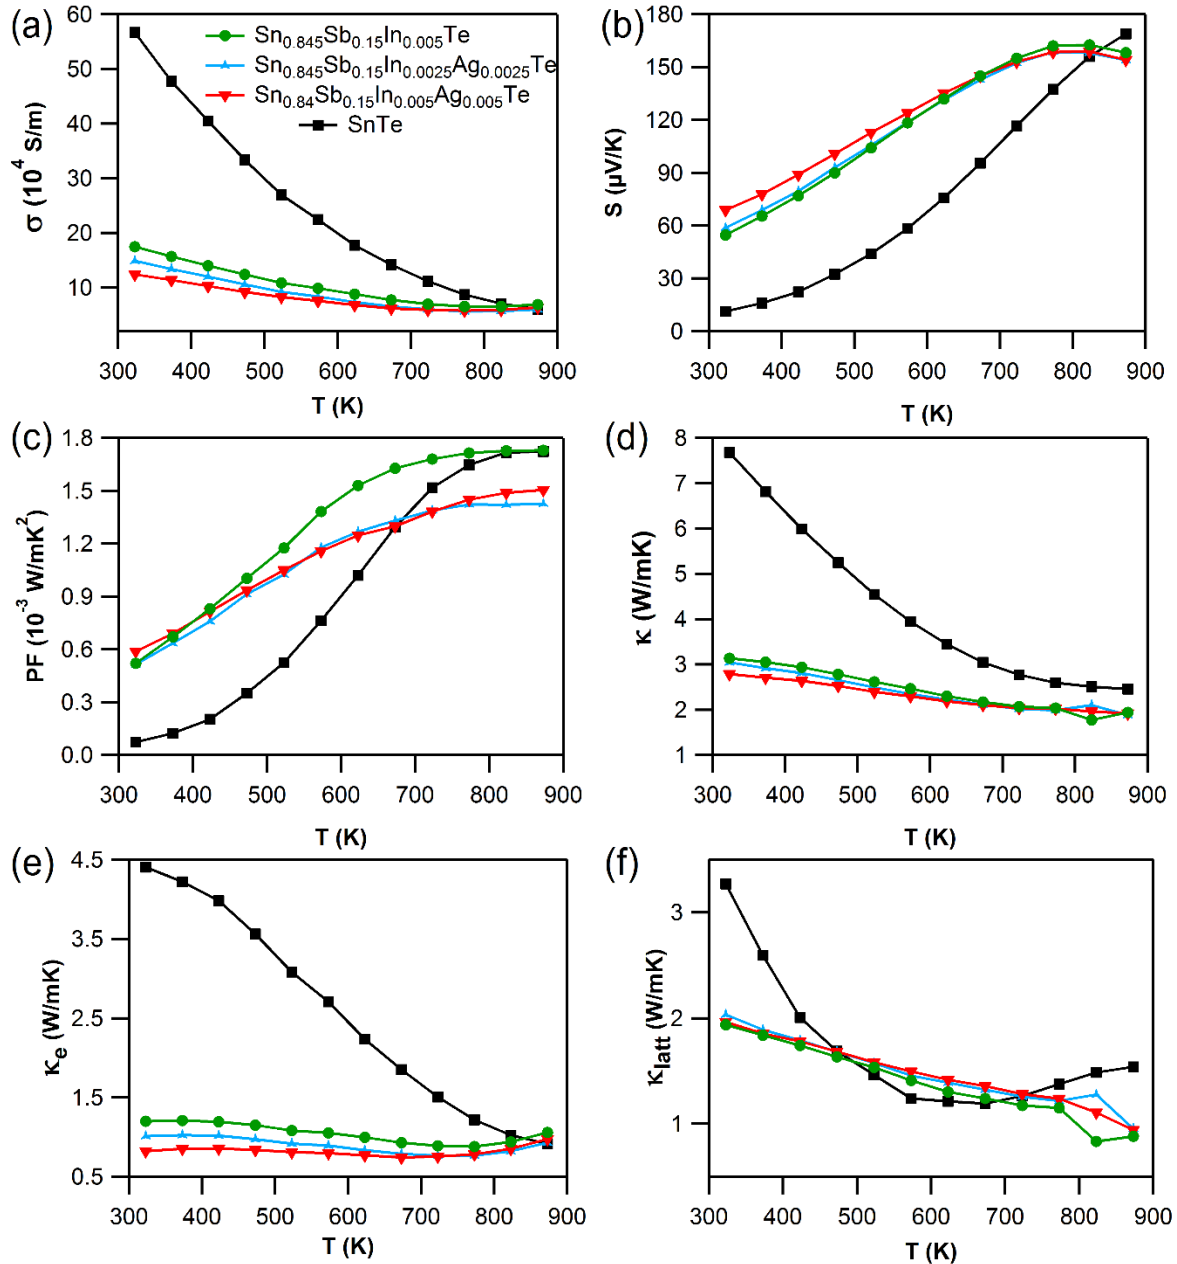 (a)
60
50
40
30
20
10
σ (10⁴ S/m)
Sn₀.₈₄₅Sb₀.₁₅In₀.₀₀₅Te
Sn₀.₈₄₅Sb₀.₁₅In₀.₀₀₂₅Ag₀.₀₀₂₅Te
Sn₀.₈₄Sb₀.₁₅In₀.₀₀₅Ag₀.₀₀₅Te
SnTe
300 400 500 600 700 800 900
T (K)
(b)
180
150
120
90
60
30
0
S (µV/K)
300 400 500 600 700 800 900
T (K)
(c)
1.8
1.5
1.2
0.9
0.6
0.3
0.0
PF (10⁻³ W/mK²)
300 400 500 600 700 800 900
T (K)
(d)
8
7
6
5
4
3
2
1
κ (W/mK)
300 400 500 600 700 800 900
T (K)
(e)
4.5
3.5
2.5
1.5
0.5
κₑ (W/mK)
300 400 500 600 700 800 900
T (K)
(f)
3
2
1
κlatt (W/mK)
300 400 500 600 700 800 900
T (K)